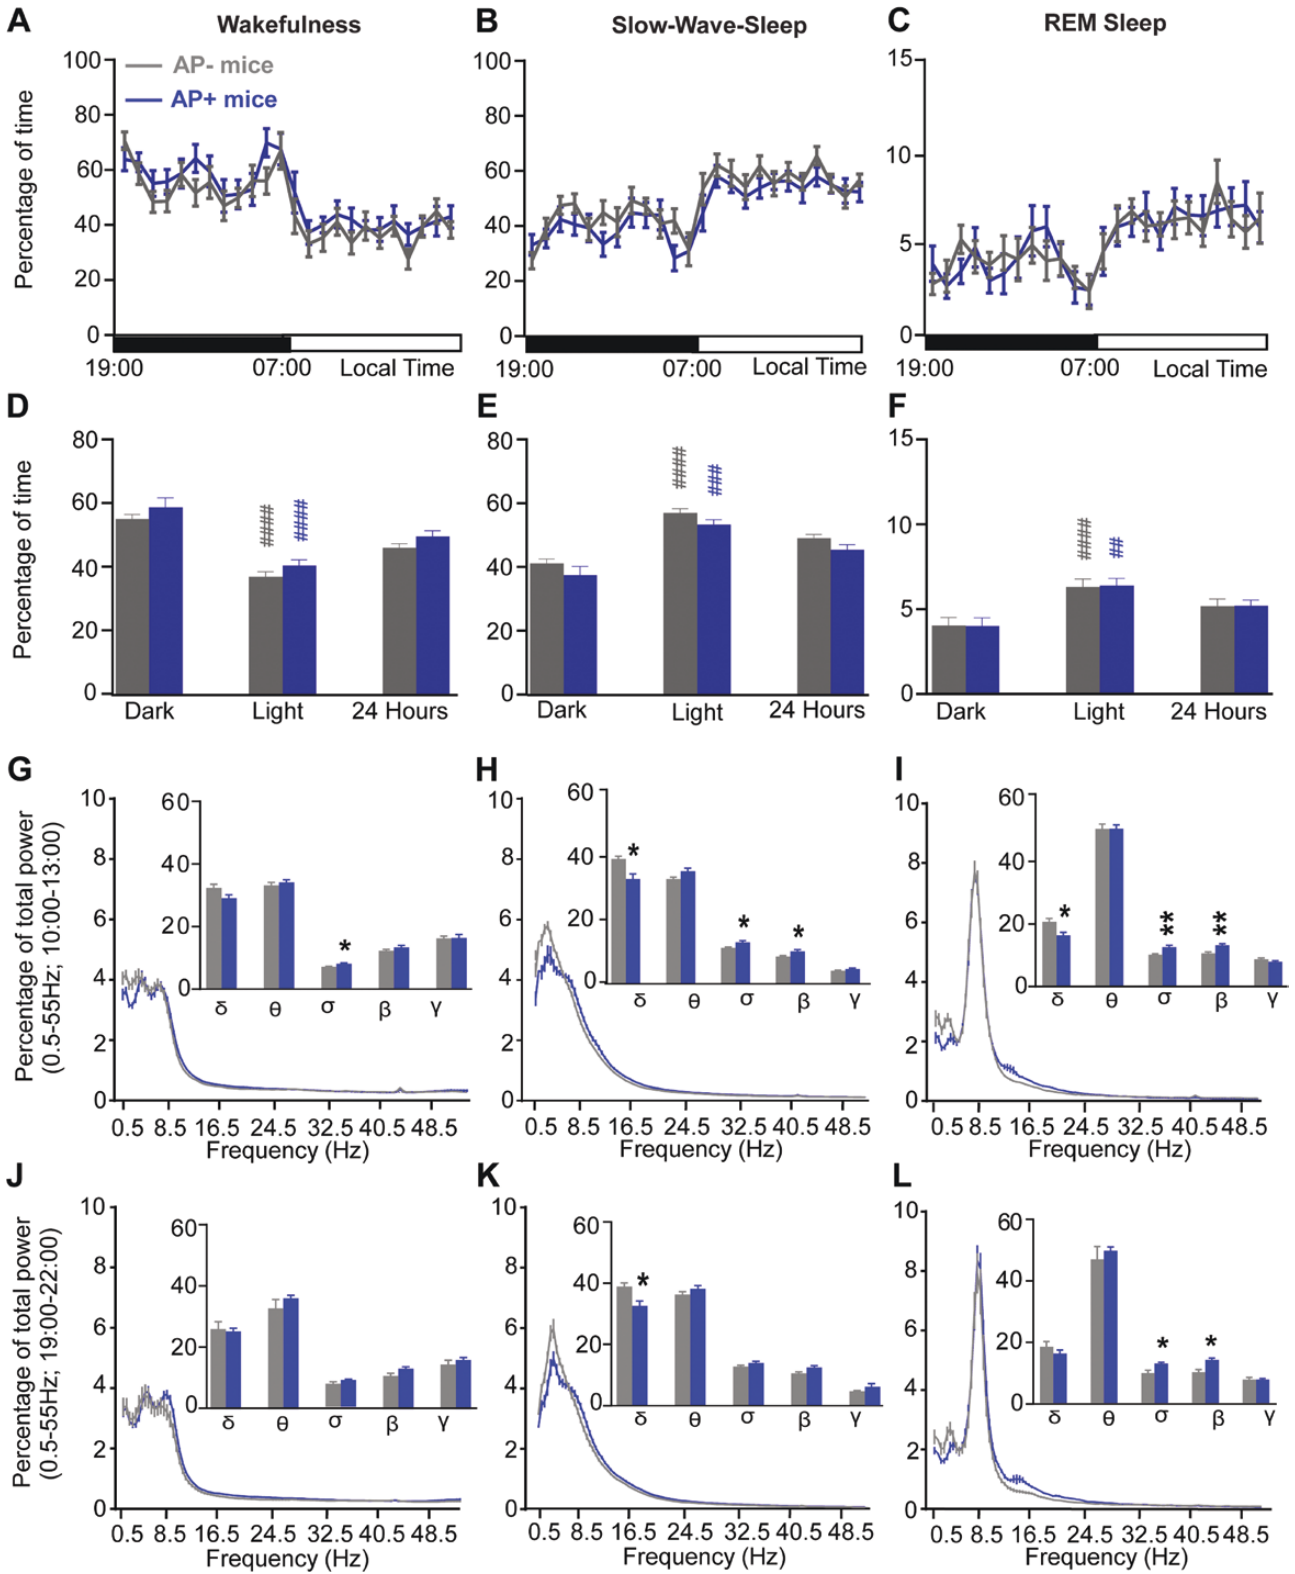 A Wakefulness
B Slow-Wave-Sleep
C REM Sleep
AP- mice
AP+ mice
Percentage of time
100
80
60
40
20
0
19:00 07:00 Local Time
100
80
60
40
20
0
19:00 07:00 Local Time
15
10
5
0
19:00 07:00 Local Time
D
Percentage of time
80
60
40
20
0
####
####
Dark Light 24 Hours
E
80
60
40
20
0
####
###
Dark Light 24 Hours
F
15
10
5
0
####
##
Dark Light 24 Hours
G
Percentage of total power
(0.5-55Hz; 10:00-13:00)
10
8
6
4
2
0
60
40
20
0
*
δ θ σ β γ
0.5 8.5 16.5 24.5 32.5 40.5 48.5
Frequency (Hz)
H
10
8
6
4
2
0
60
40
20
0
* * *
δ θ σ β γ
0.5 8.5 16.5 24.5 32.5 40.5 48.5
Frequency (Hz)
I
10
8
6
4
2
0
60
40
20
0
* ** **
δ θ σ β γ
0.5 8.5 16.5 24.5 32.5 40.5 48.5
Frequency (Hz)
J
Percentage of total power
(0.5-55Hz; 19:00-22:00)
10
8
6
4
2
0
60
40
20
0
δ θ σ β γ
0.5 8.5 16.5 24.5 32.5 40.5 48.5
Frequency (Hz)
K
10
8
6
4
2
0
60
40
20
0
*
δ θ σ β γ
0.5 8.5 16.5 24.5 32.5 40.5 48.5
Frequency (Hz)
L
10
8
6
4
2
0
60
40
20
0
* *
δ θ σ β γ
0.5 8.5 16.5 24.5 32.5 40.5 48.5
Frequency (Hz)